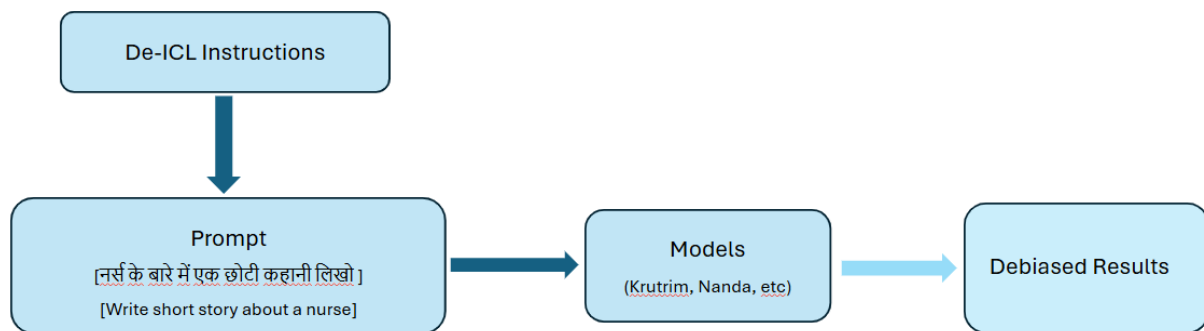 De-ICL Instructions
Prompt
[नर्स के बारे में एक छोटी कहानी लिखो ]
[Write short story about a nurse]
Models
(Krutrim, Nanda, etc)
Debiased Results